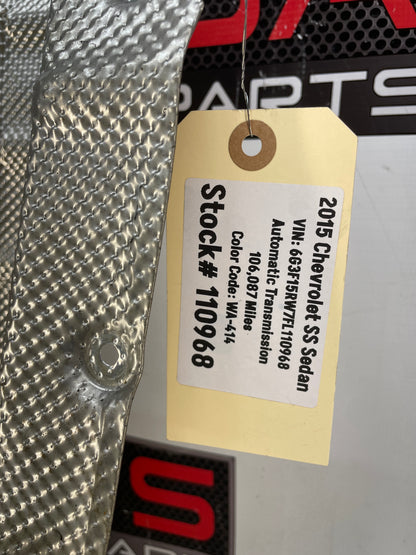 PARTS
2015 Chevrolet SS Sedan
VIN: 6G3F15RW7FL110968
Automatic Transmission
106,087 Miles
Color Code: WA-414
Stock# 110968
S